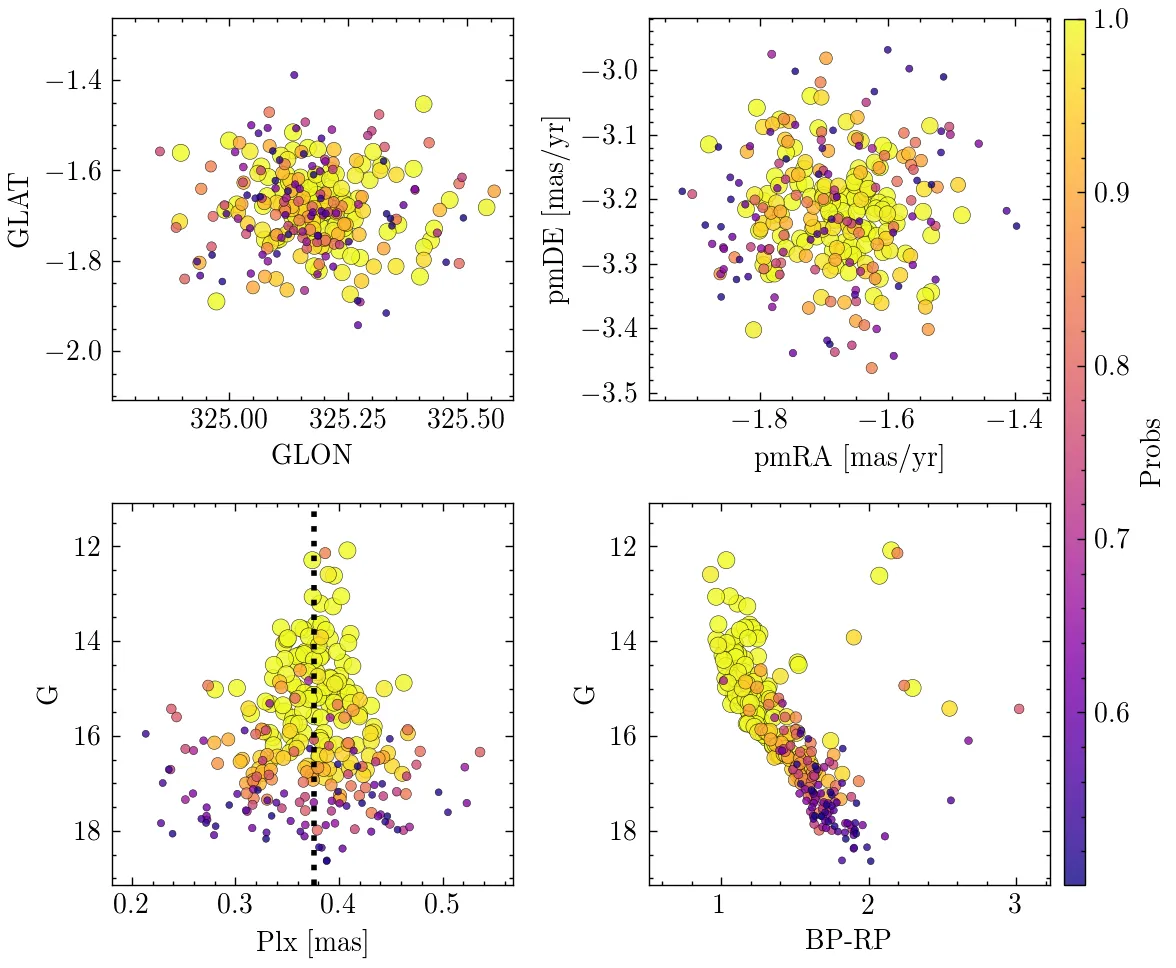 −1.4
−1.6
−1.8
−2.0
GLAT
325.00 325.25 325.50
GLON
−3.0
−3.1
−3.2
−3.3
−3.4
−3.5
pmDE [mas/yr]
−1.8 −1.6 −1.4
pmRA [mas/yr]
12
14
16
18
G
0.2 0.3 0.4 0.5
Plx [mas]
12
14
16
18
G
1 2 3
BP-RP
1.0
0.9
0.8
0.7
0.6
Probs